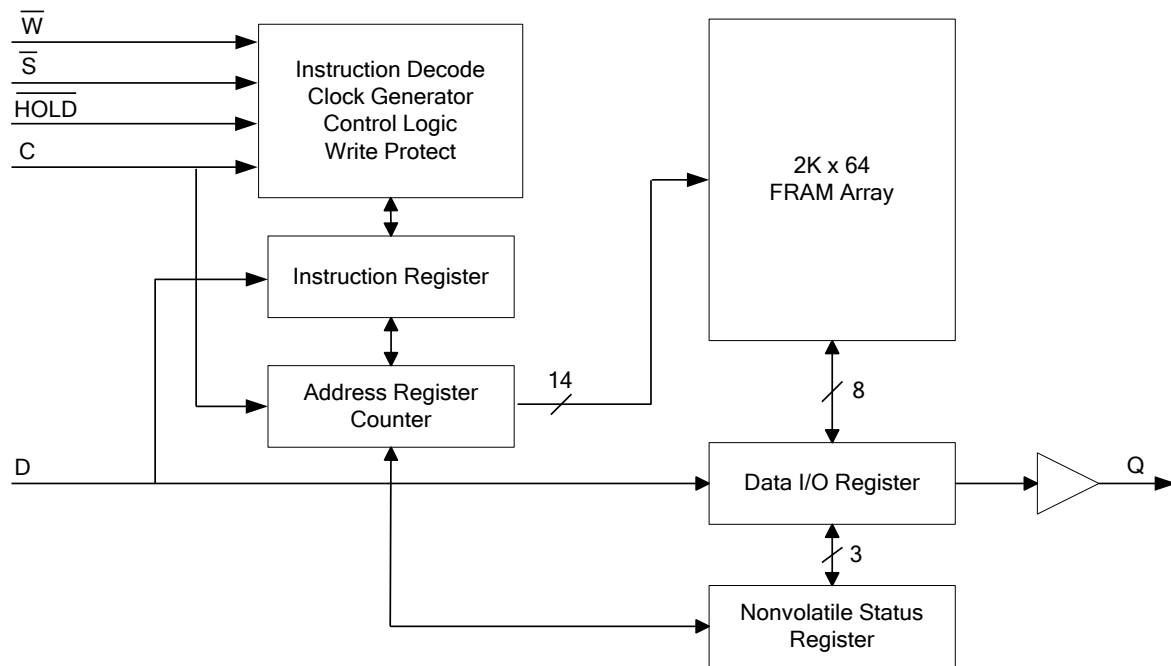 W̅
S̅
H̅O̅L̅D̅
C
Instruction Decode
Clock Generator
Control Logic
Write Protect
2K x 64
FRAM Array
Instruction Register
Address Register
Counter
14
8
D
Data I/O Register
Q
3
Nonvolatile Status
Register